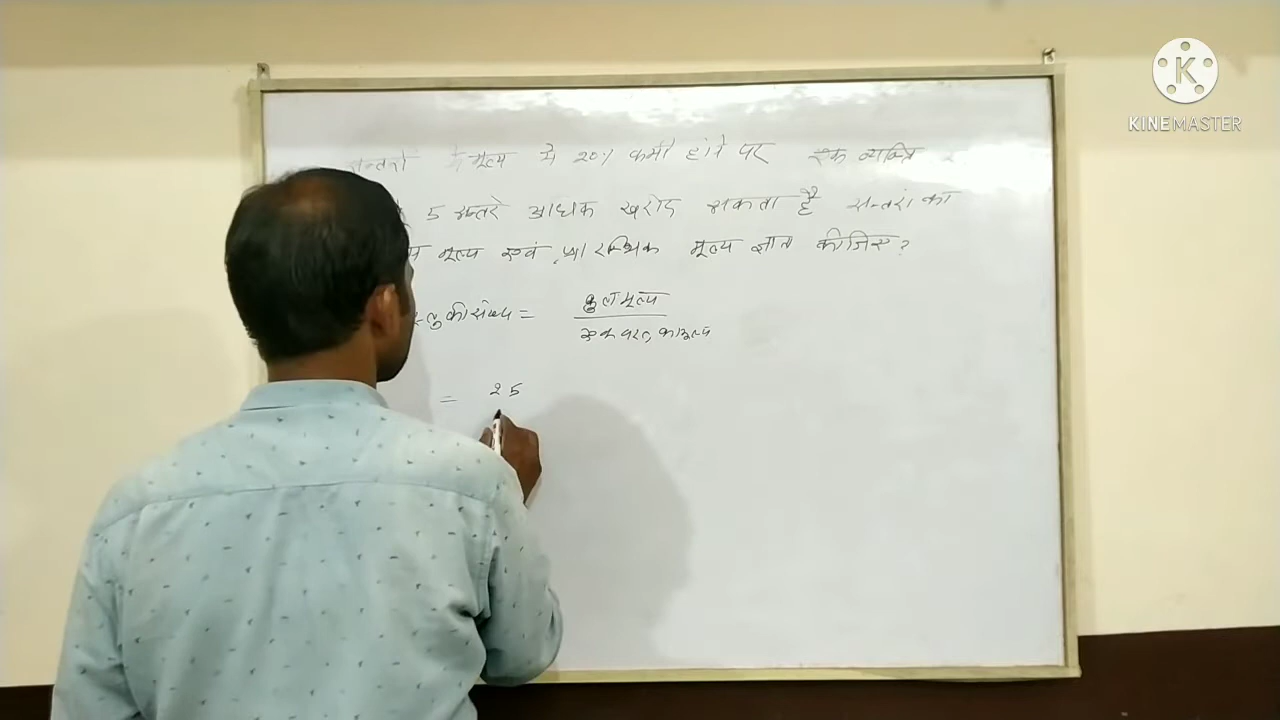 मूल्य में 20% कमी होने पर एक व्यक्ति
5 सन्तरे अधिक खरीद सकता है सन्तरों का
मूल्य एवं प्रारम्भिक मूल्य ज्ञात कीजिए?
की संख्या = कुल मूल्य / एक वस्तु का मूल्य
= 25
K
KINEMASTER